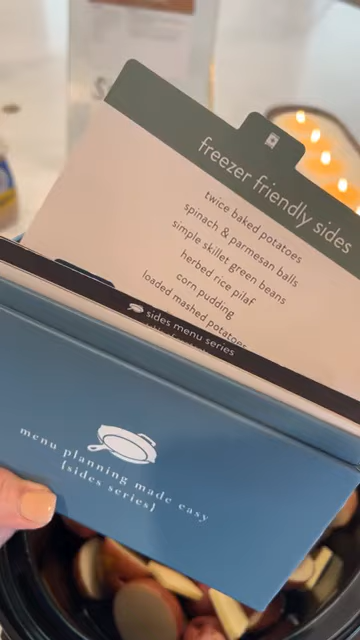 freezer friendly sides
twice baked potatoes
spinach & parmesan balls
simple skillet green beans
herbed rice pilaf
corn pudding
loaded mashed potatoes
sides menu series
menu planning made easy
{sides series}